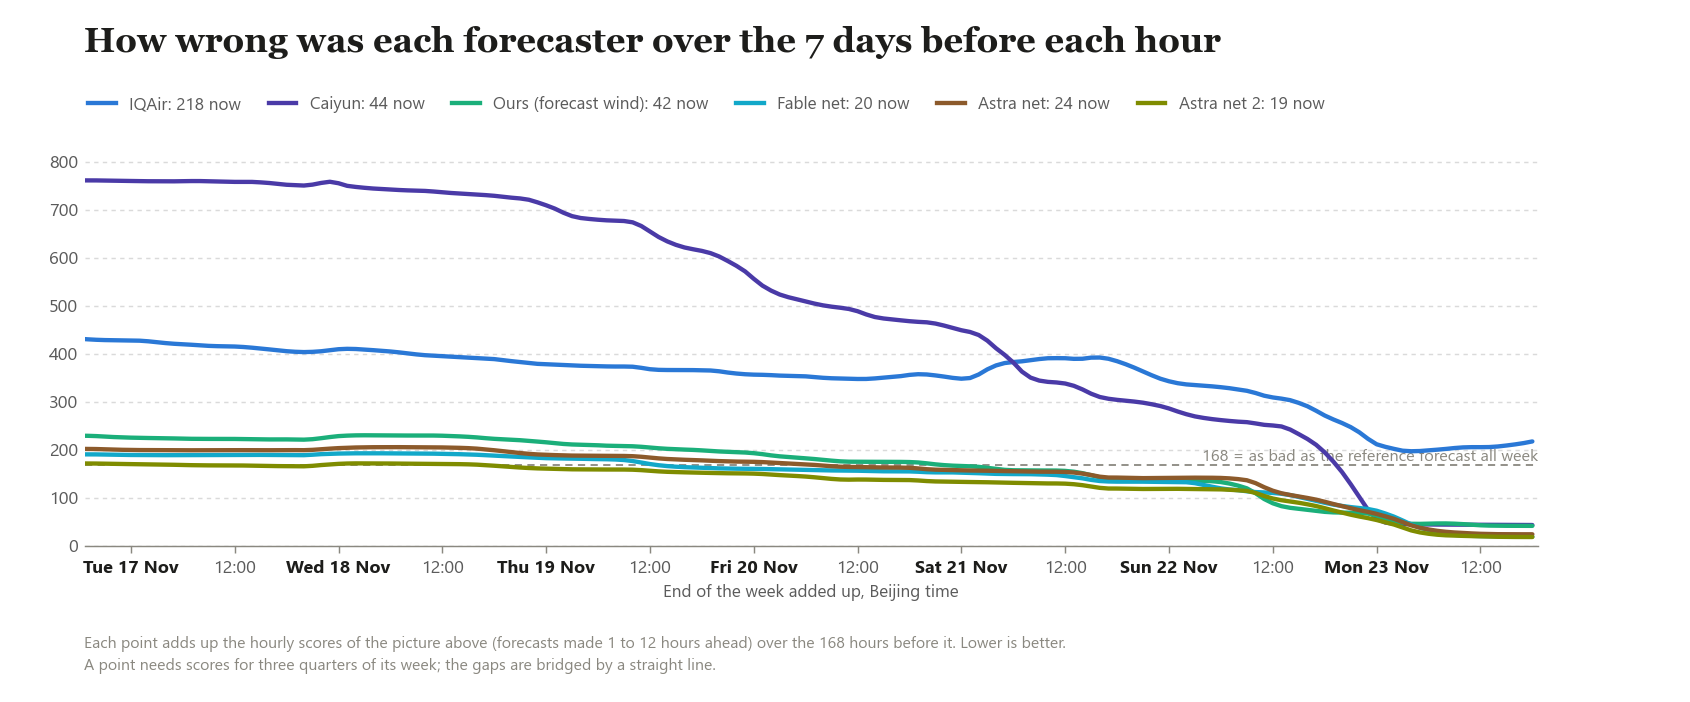 How wrong was each forecaster over the 7 days before each hour
IQAir: 218 now Caiyun: 44 now Ours (forecast wind): 42 now Fable net: 20 now Astra net: 24 now Astra net 2: 19 now
800
700
600
500
400
300
200
168 = as bad as the reference forecast all week
100
0
Tue 17 Nov 12:00 Wed 18 Nov 12:00 Thu 19 Nov 12:00 Fri 20 Nov 12:00 Sat 21 Nov 12:00 Sun 22 Nov 12:00 Mon 23 Nov 12:00
End of the week added up, Beijing time
Each point adds up the hourly scores of the picture above (forecasts made 1 to 12 hours ahead) over the 168 hours before it. Lower is better.
A point needs scores for three quarters of its week; the gaps are bridged by a straight line.